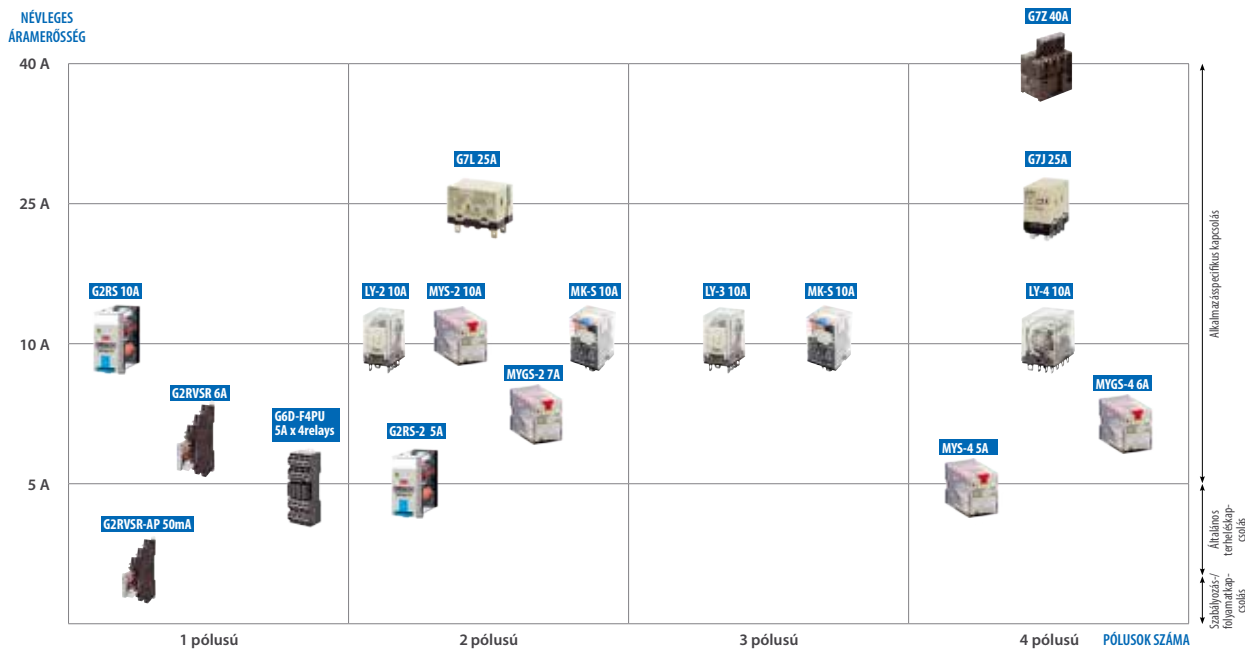 NÉVLEGES
ÁRAMERŐSSÉG
40 A
25 A
10 A
5 A
G7Z 40A
G7L 25A
G7J 25A
G2RS 10A
LY-2 10A
MYS-2 10A
MK-S 10A
LY-3 10A
MK-S 10A
LY-4 10A
G2RVSR 6A
G6D-F4PU
5A x 4relays
MYGS-2 7A
MYGS-4 6A
G2RS-2 5A
MYS-4 5A
G2RVSR-AP 50mA
Alkalmazásspecifikus kapcsolás
Általános
terheléskap-
csolás
Szabályozás-/
folyamatkap-
csolás
1 pólusú
2 pólusú
3 pólusú
4 pólusú
PÓLUSOK SZÁMA